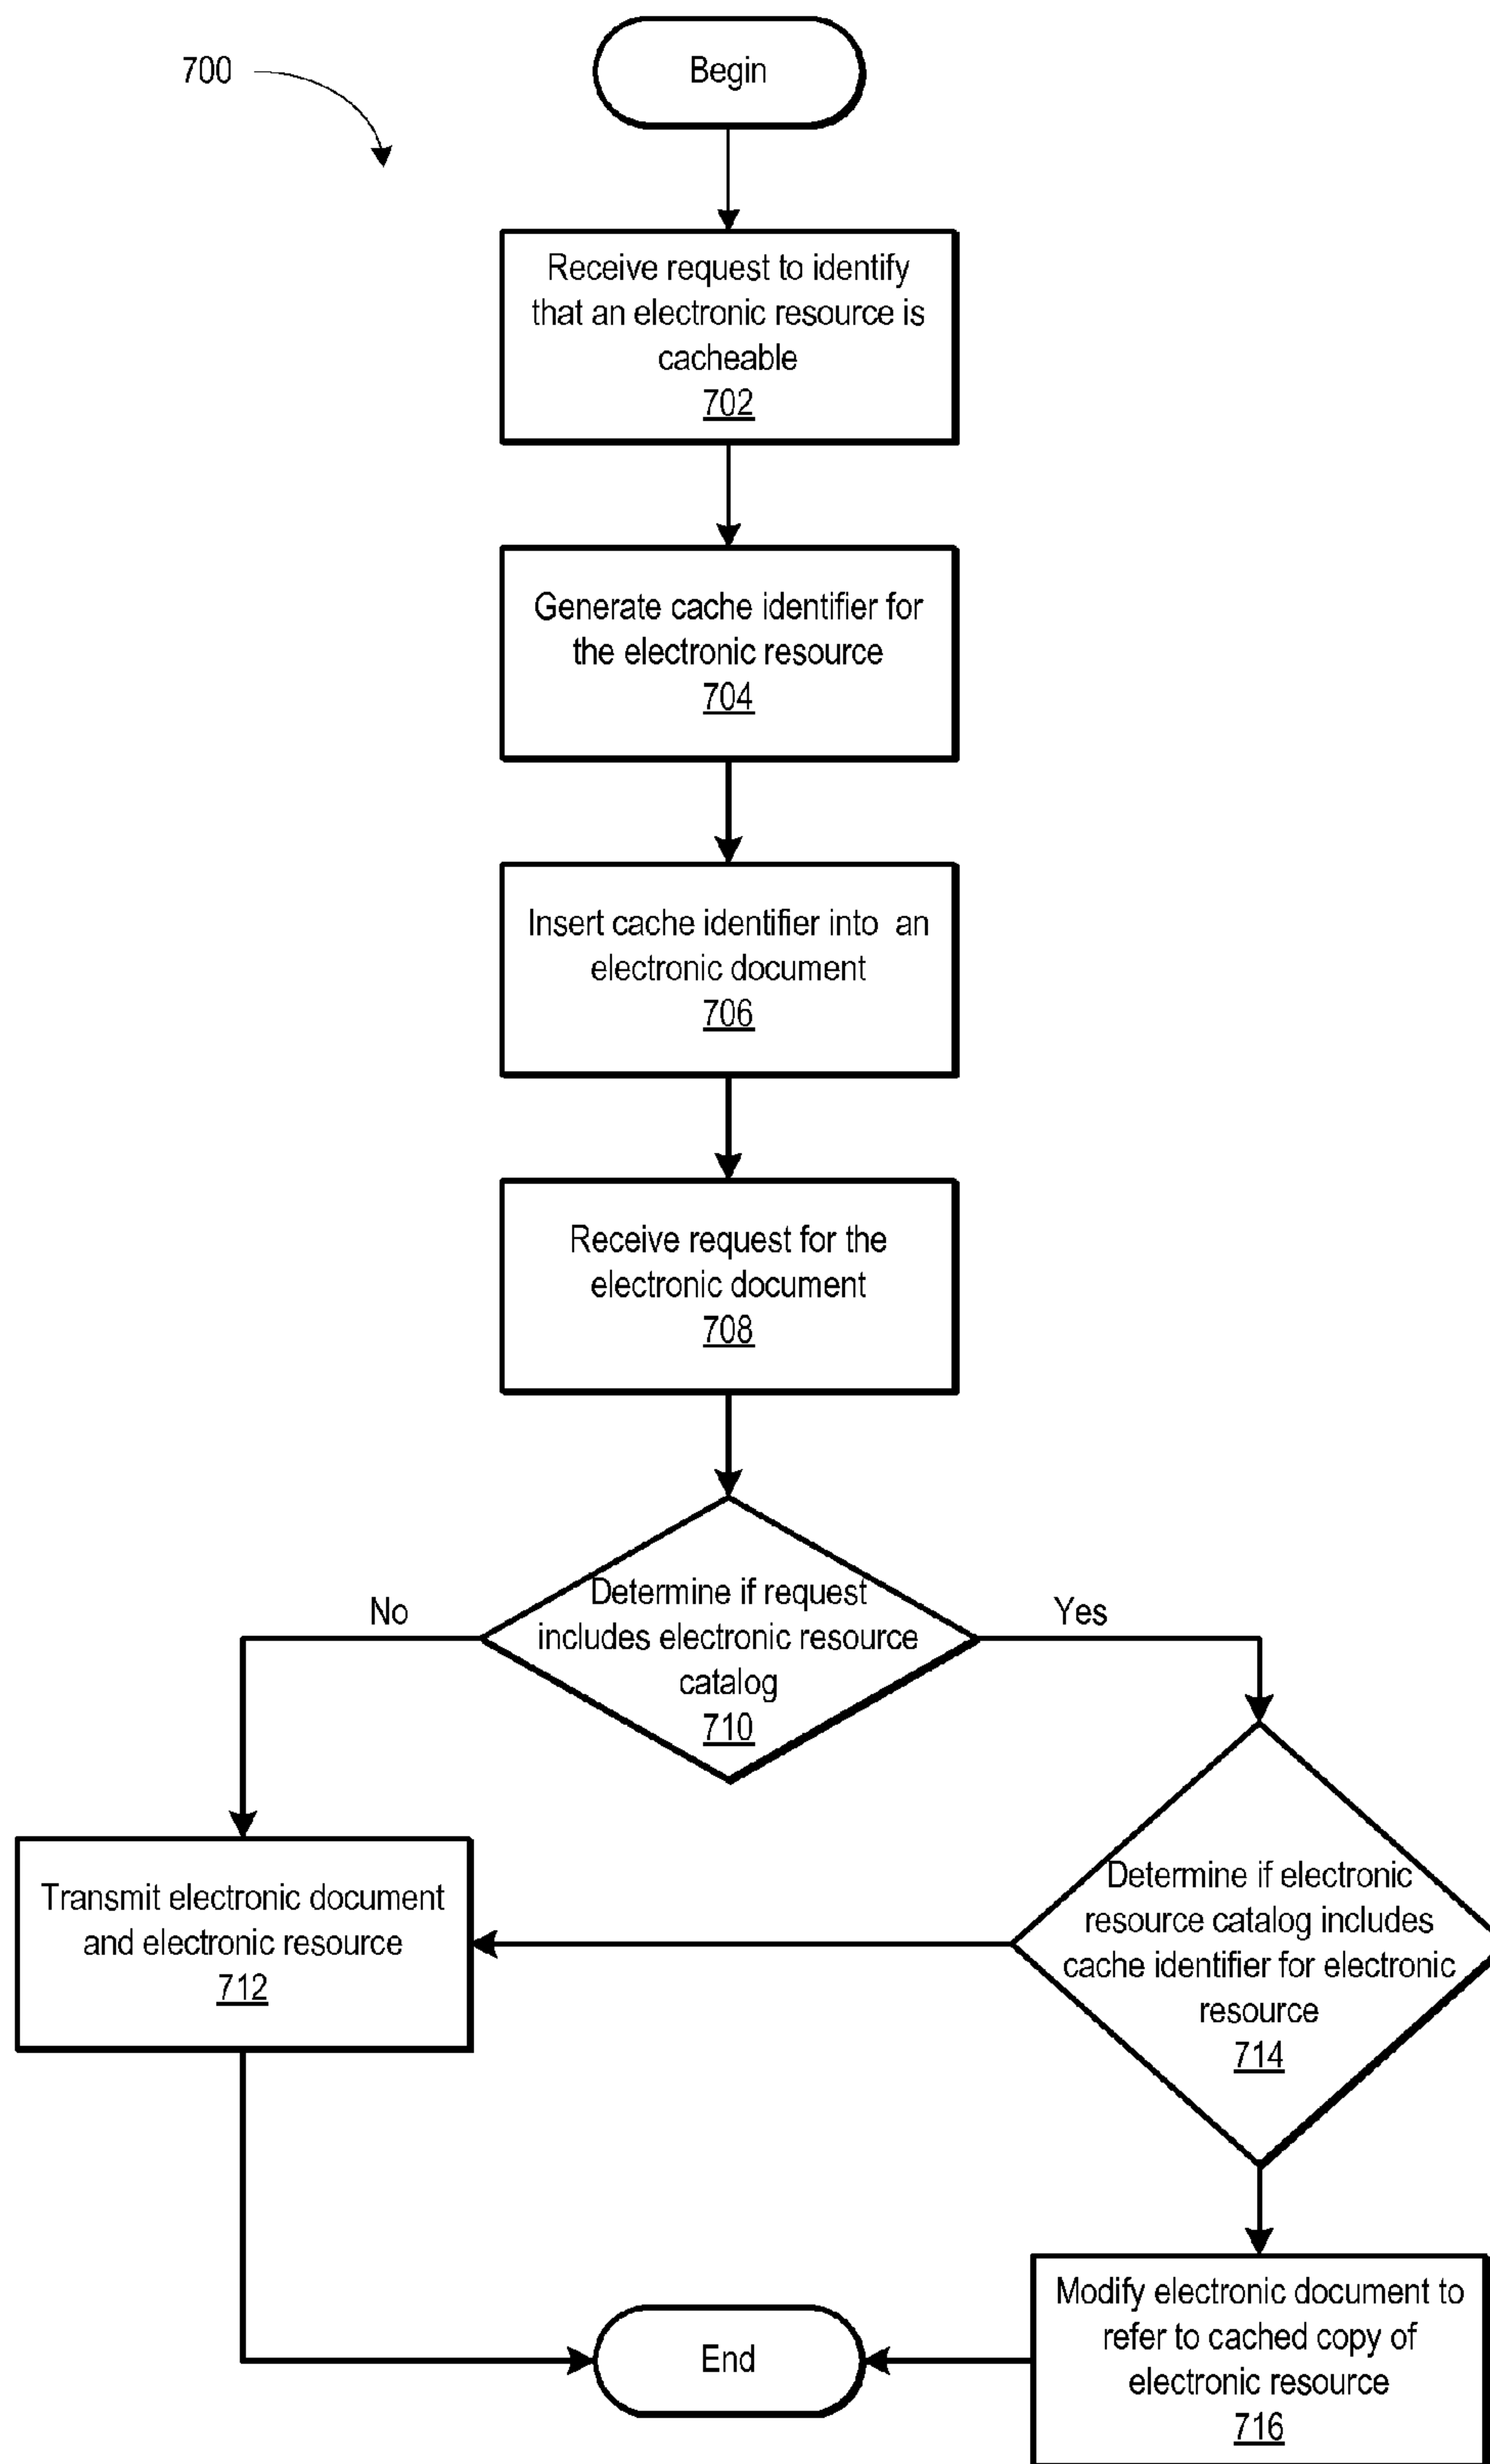 700
Begin
Receive request to identify
that an electronic resource is
cacheable
702
Generate cache identifier for
the electronic resource
704
Insert cache identifier into an
electronic document
706
Receive request for the
electronic document
708
Determine if request
includes electronic resource
catalog
710
No
Yes
Transmit electronic document
and electronic resource
712
Determine if electronic
resource catalog includes
cache identifier for electronic
resource
714
Modify electronic document to
refer to cached copy of
electronic resource
716
End